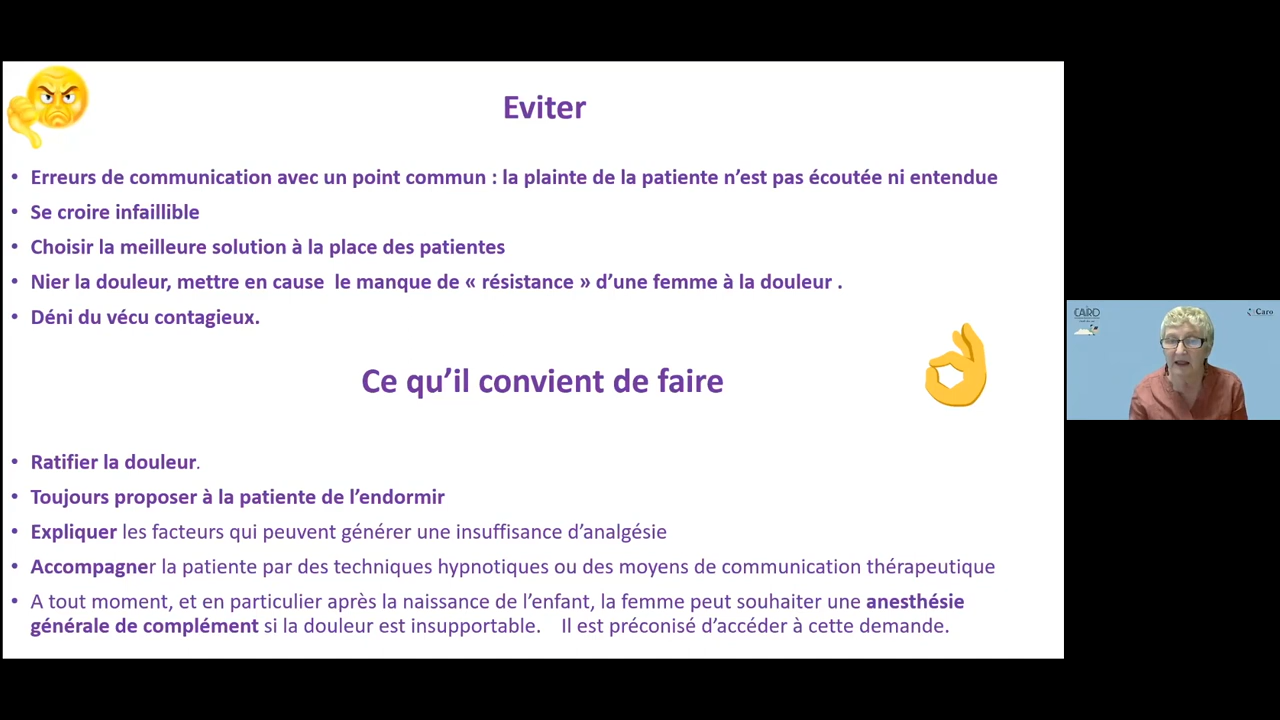 Eviter
• Erreurs de communication avec un point commun : la plainte de la patiente n’est pas écoutée ni entendue
• Se croire infaillible
• Choisir la meilleure solution à la place des patientes
• Nier la douleur, mettre en cause le manque de « résistance » d’une femme à la douleur .
• Déni du vécu contagieux.
Ce qu’il convient de faire
• Ratifier la douleur.
• Toujours proposer à la patiente de l’endormir
• Expliquer les facteurs qui peuvent générer une insuffisance d’analgésie
• Accompagner la patiente par des techniques hypnotiques ou des moyens de communication thérapeutique
• A tout moment, et en particulier après la naissance de l’enfant, la femme peut souhaiter une anesthésie
générale de complément si la douleur est insupportable. Il est préconisé d’accéder à cette demande.
Caro